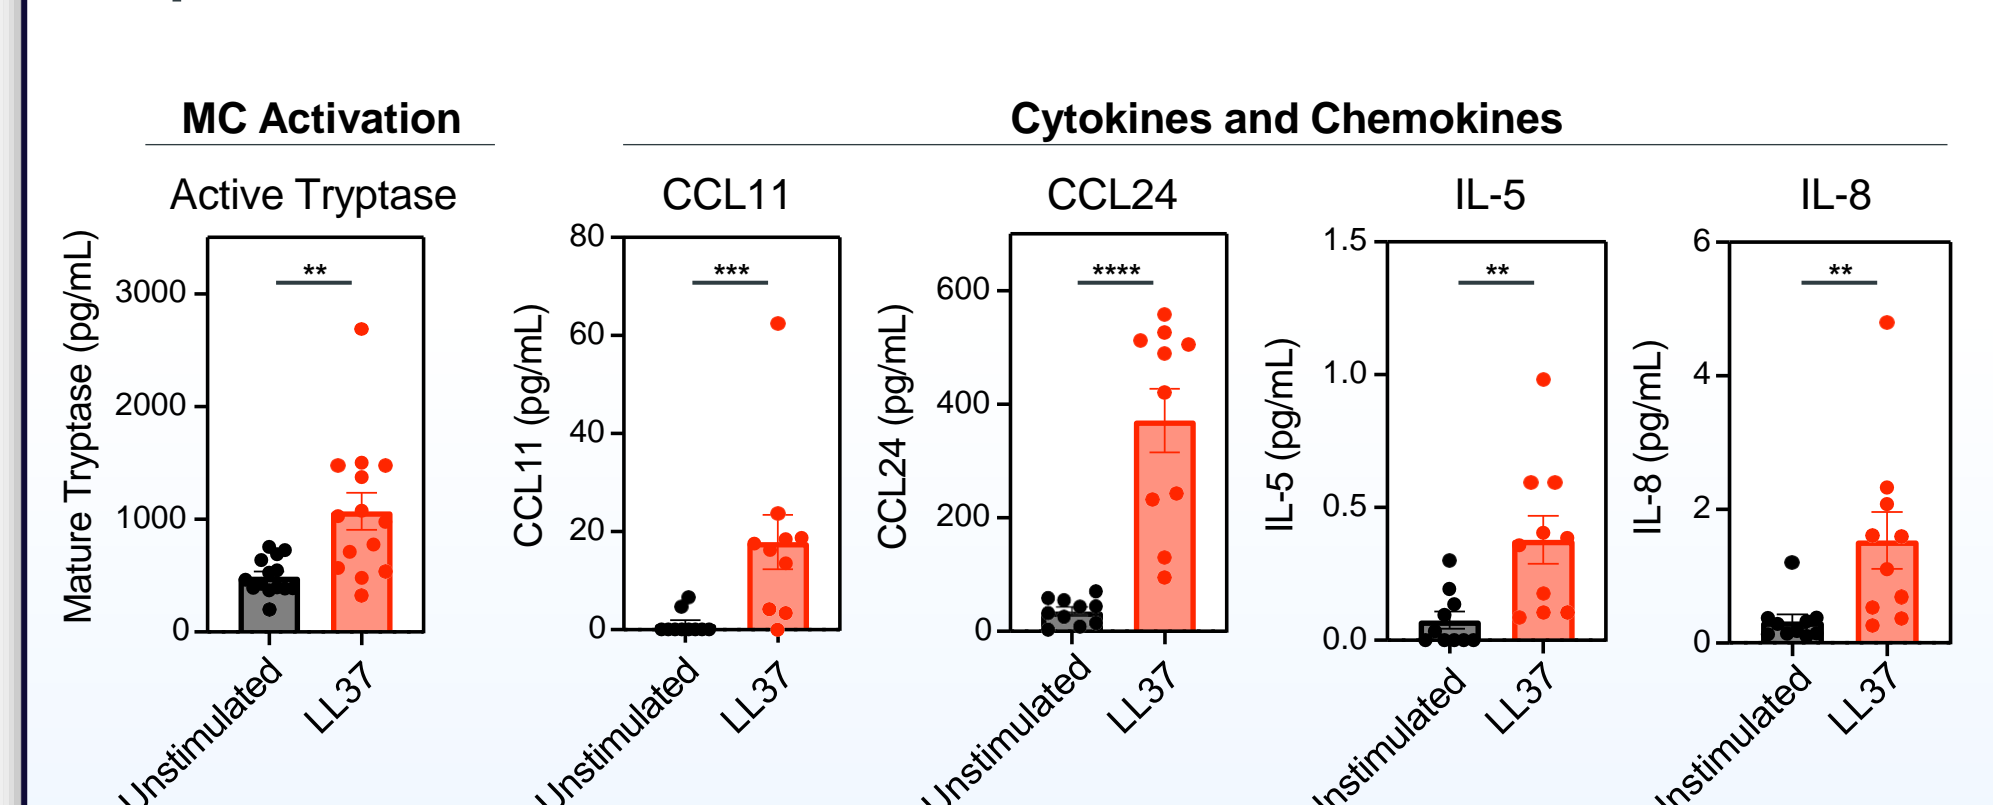 MC Activation
Cytokines and Chemokines
Active Tryptase
Mature Tryptase (pg/mL)
3000
2000
1000
0
**
Unstimulated
LL37
CCL11
CCL11 (pg/mL)
80
60
40
20
0
***
Unstimulated
LL37
CCL24
CCL24 (pg/mL)
600
400
200
0
****
Unstimulated
LL37
IL-5
IL-5 (pg/mL)
1.5
1.0
0.5
0.0
**
nstimulated
LL37
IL-8
IL-8 (pg/mL)
6
4
2
0
**
nstimulated
LL37